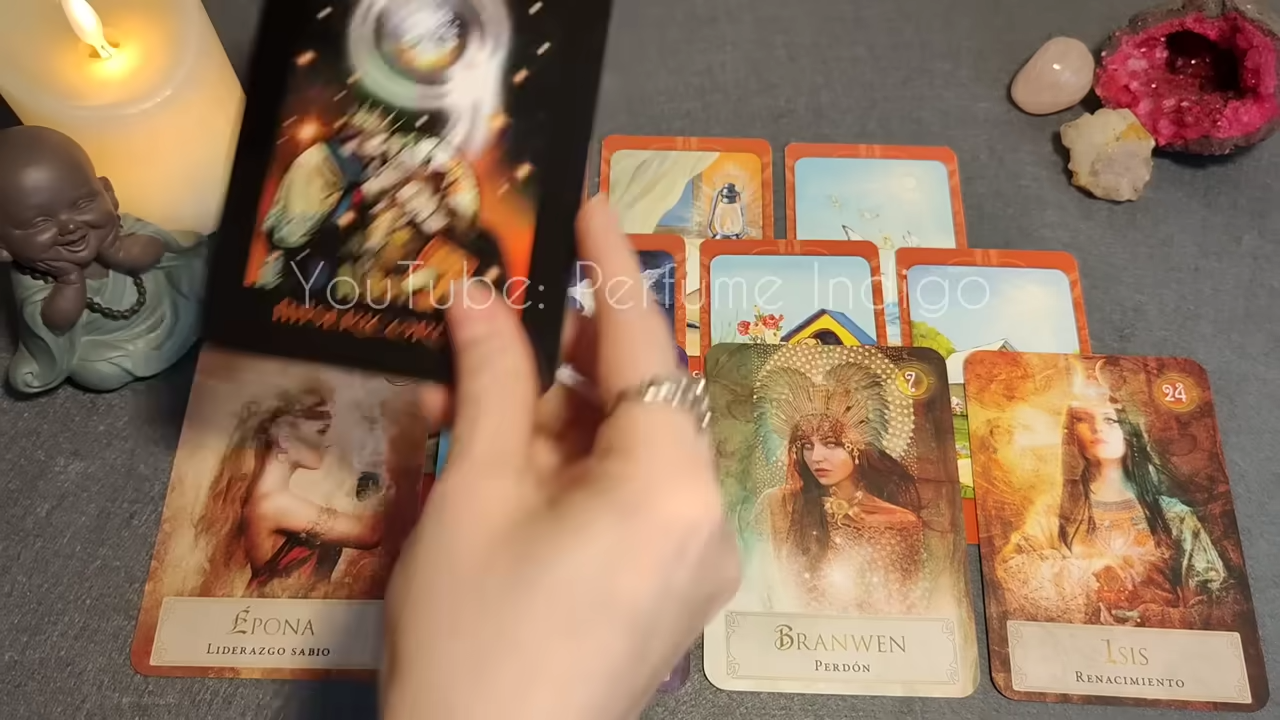 YouTube: Perfume Indigo
7
24
ÉPONA
LIDERAZGO SABIO
BRANWEN
PERDÓN
ISIS
RENACIMIENTO